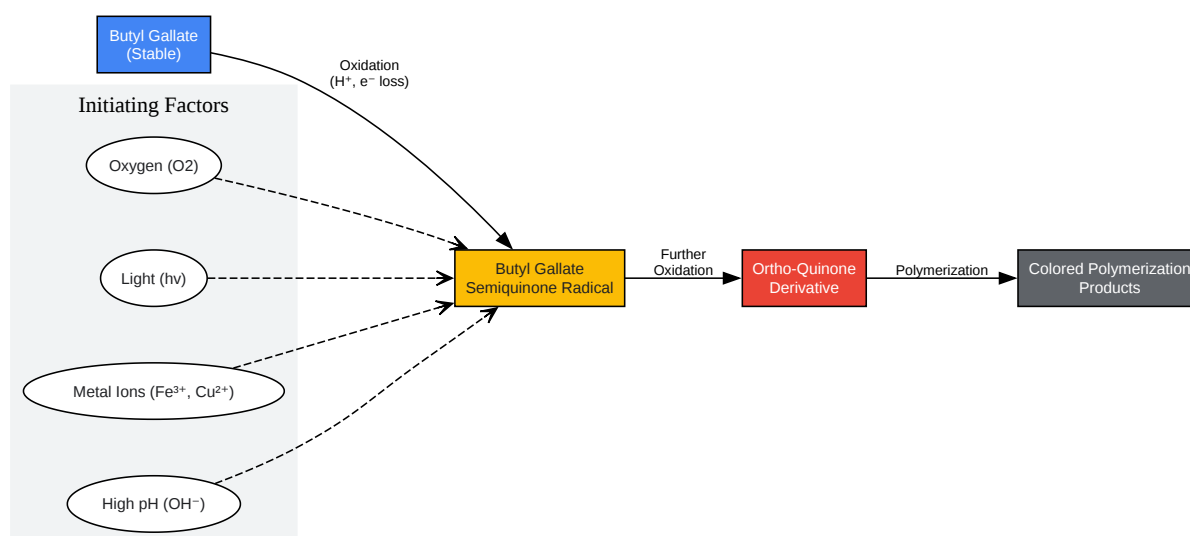 Butyl Gallate
(Stable)
Oxidation
(H⁺, e⁻ loss)
Initiating Factors
Oxygen (O2)
Light (hν)
Metal Ions (Fe³⁺, Cu²⁺)
High pH (OH⁻)
Butyl Gallate
Semiquinone Radical
Further
Oxidation
Ortho-Quinone
Derivative
Polymerization
Colored Polymerization
Products